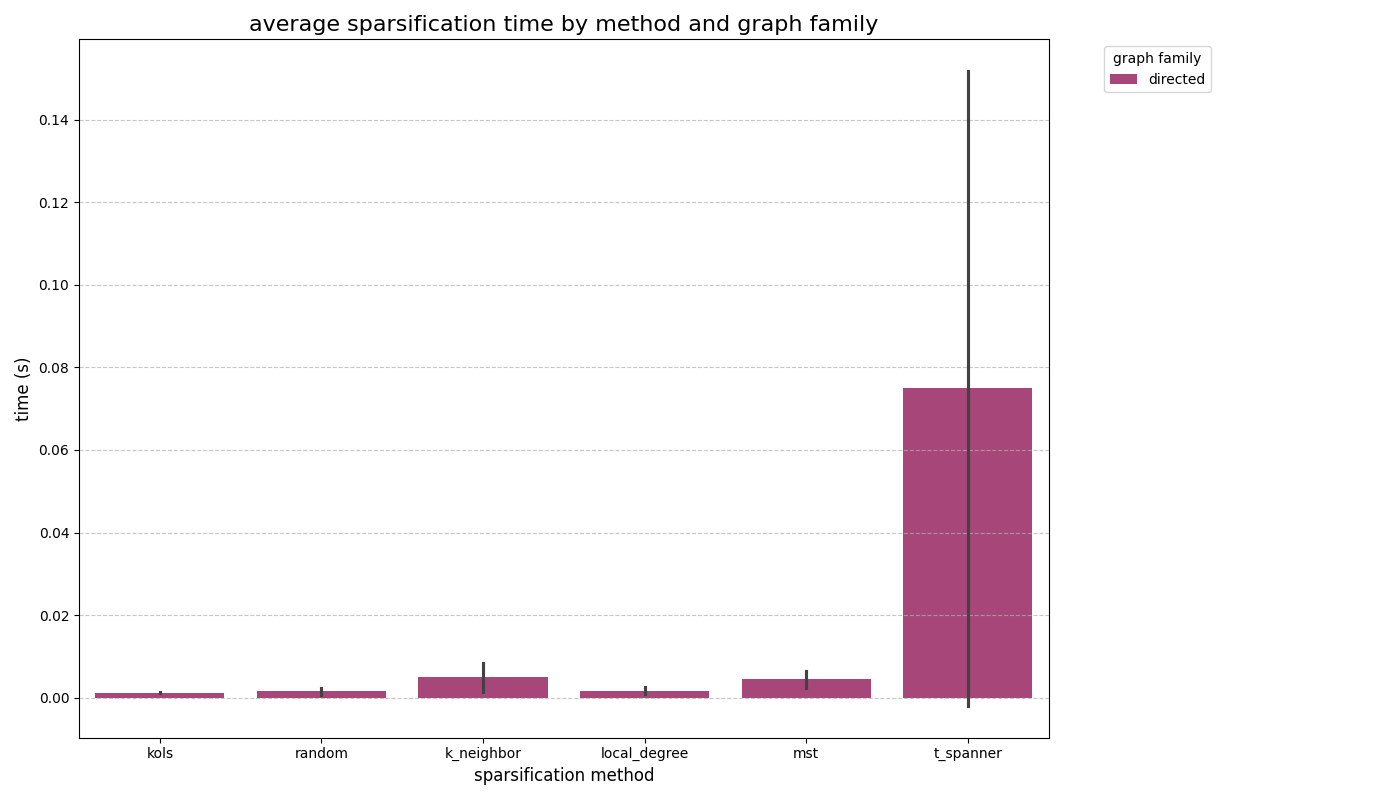 average sparsification time by method and graph family
graph family
directed
time (s)
0.14
0.12
0.10
0.08
0.06
0.04
0.02
0.00
kols random k_neighbor local_degree mst t_spanner
sparsification method